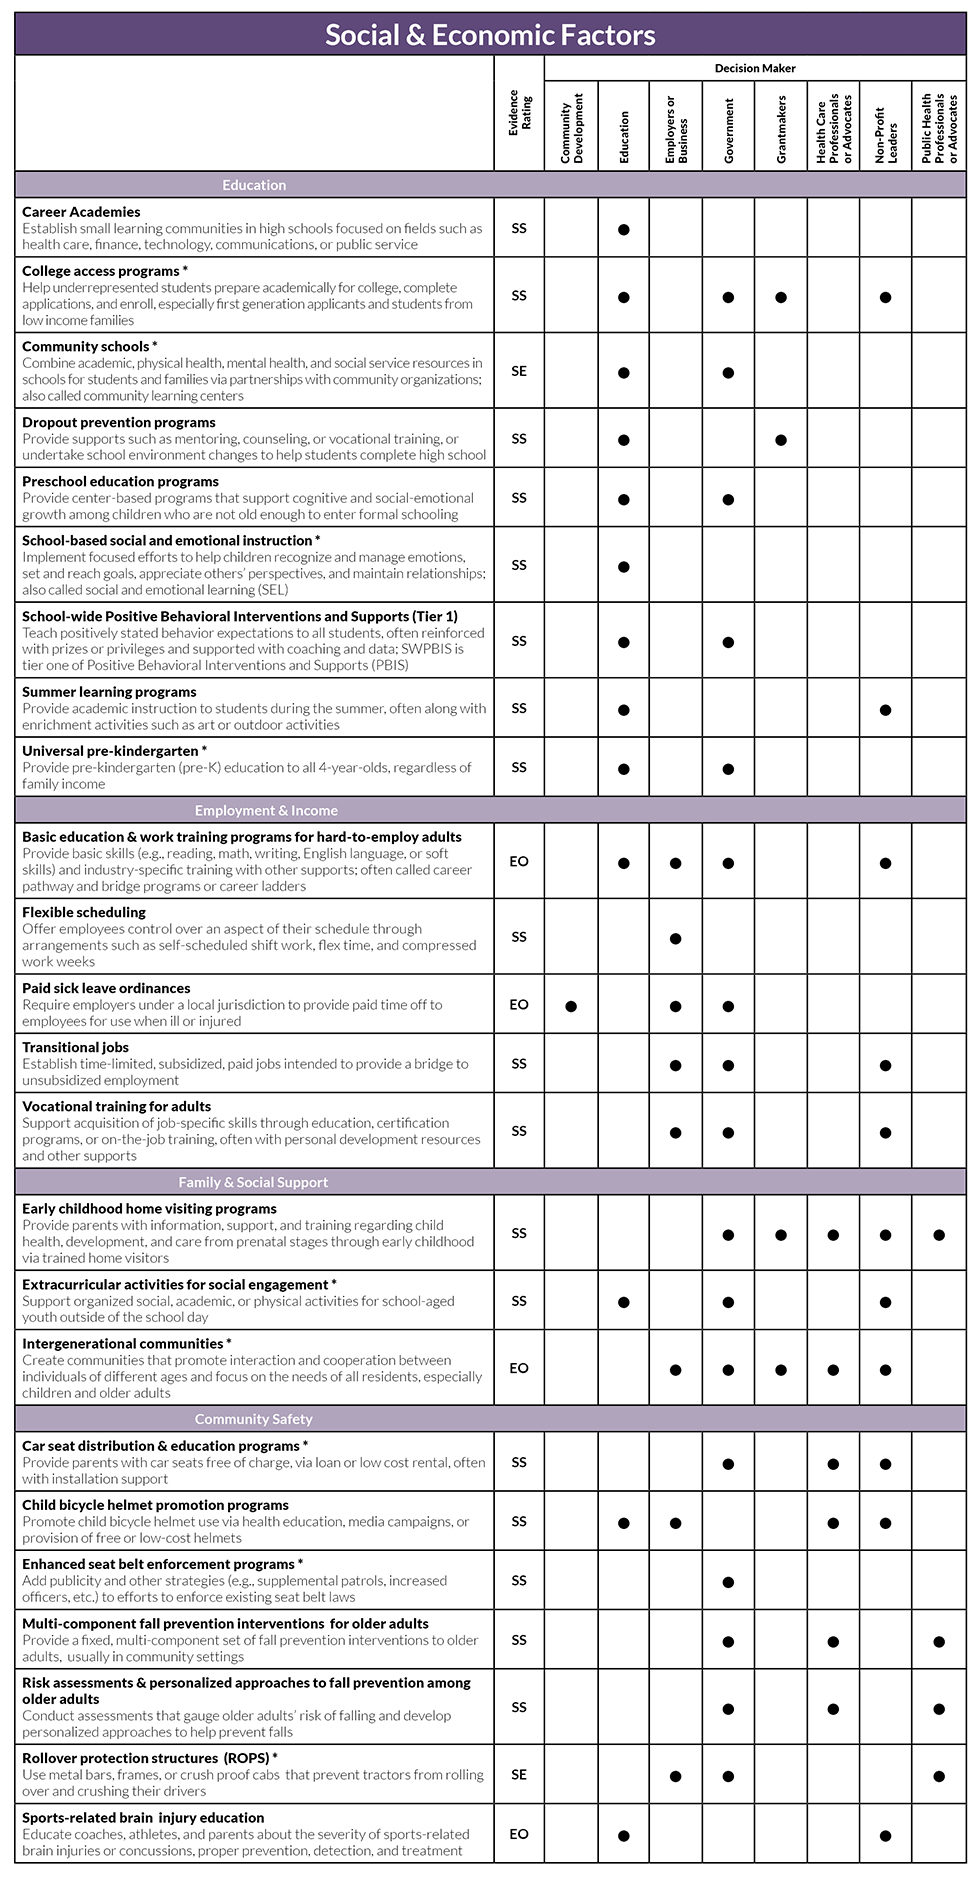 Social & Economic Factors
Decision Maker
Evidence
Rating
Community
Development
Education
Employers or
Business
Government
Grantmakers
Health Care
Professionals
or Advocates
Non-Profit
Leaders
Public Health
Professionals
or Advocates
Education
Career Academies
Establish small learning communities in high schools focused on fields such as
health care, finance, technology, communications, or public service
SS
College access programs *
Help underrepresented students prepare academically for college, complete
applications, and enroll, especially first generation applicants and students from
low income families
SS
Community schools *
Combine academic, physical health, mental health, and social service resources in
schools for students and families via partnerships with community organizations;
also called community learning centers
SE
Dropout prevention programs
Provide supports such as mentoring, counseling, or vocational training, or
undertake school environment changes to help students complete high school
SS
Preschool education programs
Provide center-based programs that support cognitive and social-emotional
growth among children who are not old enough to enter formal schooling
SS
School-based social and emotional instruction *
Implement focused efforts to help children recognize and manage emotions,
set and reach goals, appreciate others' perspectives, and maintain relationships;
also called social and emotional learning (SEL)
SS
School-wide Positive Behavioral Interventions and Supports (Tier 1)
Teach positively stated behavior expectations to all students, often reinforced
with prizes or privileges and supported with coaching and data; SWPBIS is
tier one of Positive Behavioral Interventions and Supports (PBIS)
SS
Summer learning programs
Provide academic instruction to students during the summer, often along with
enrichment activities such as art or outdoor activities
SS
Universal pre-kindergarten *
Provide pre-kindergarten (pre-K) education to all 4-year-olds, regardless of
family income
SS
Employment & Income
Basic education & work training programs for hard-to-employ adults
Provide basic skills (e.g., reading, math, writing, English language, or soft
skills) and industry-specific training with other supports; often called career
pathway and bridge programs or career ladders
EO
Flexible scheduling
Offer employees control over an aspect of their schedule through
arrangements such as self-scheduled shift work, flex time, and compressed
work weeks
SS
Paid sick leave ordinances
Require employers under a local jurisdiction to provide paid time off to
employees for use when ill or injured
EO
Transitional jobs
Establish time-limited, subsidized, paid jobs intended to provide a bridge to
unsubsidized employment
SS
Vocational training for adults
Support acquisition of job-specific skills through education, certification
programs, or on-the-job training, often with personal development resources
and other supports
SS
Family & Social Support
Early childhood home visiting programs
Provide parents with information, support, and training regarding child
health, development, and care from prenatal stages through early childhood
via trained home visitors
SS
Extracurricular activities for social engagement *
Support organized social, academic, or physical activities for school-aged
youth outside of the school day
SS
Intergenerational communities *
Create communities that promote interaction and cooperation between
individuals of different ages and focus on the needs of all residents, especially
children and older adults
EO
Community Safety
Car seat distribution & education programs *
Provide parents with car seats free of charge, via loan or low cost rental, often
with installation support
SS
Child bicycle helmet promotion programs
Promote child bicycle helmet use via health education, media campaigns, or
provision of free or low-cost helmets
SS
Enhanced seat belt enforcement programs *
Add publicity and other strategies (e.g., supplemental patrols, increased
officers, etc.) to efforts to enforce existing seat belt laws
SS
Multi-component fall prevention interventions for older adults
Provide a fixed, multi-component set of fall prevention interventions to older
adults, usually in community settings
SS
Risk assessments & personalized approaches to fall prevention among
older adults
Conduct assessments that gauge older adults' risk of falling and develop
personalized approaches to help prevent falls
SS
Rollover protection structures (ROPS) *
Use metal bars, frames, or crush proof cabs that prevent tractors from rolling
over and crushing their drivers
SE
Sports-related brain injury education
Educate coaches, athletes, and parents about the severity of sports-related
brain injuries or concussions, proper prevention, detection, and treatment
EO